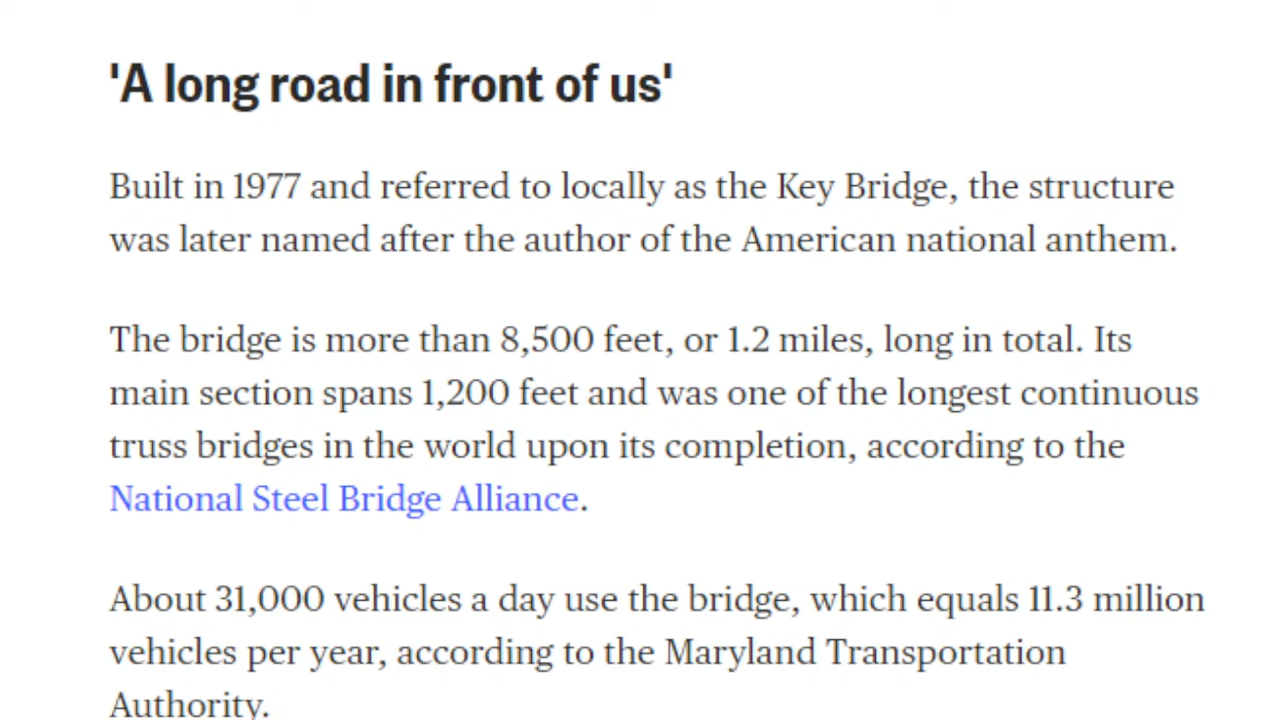 'A long road in front of us'
Built in 1977 and referred to locally as the Key Bridge, the structure
was later named after the author of the American national anthem.
The bridge is more than 8,500 feet, or 1.2 miles, long in total. Its
main section spans 1,200 feet and was one of the longest continuous
truss bridges in the world upon its completion, according to the
National Steel Bridge Alliance.
About 31,000 vehicles a day use the bridge, which equals 11.3 million
vehicles per year, according to the Maryland Transportation
Authority.